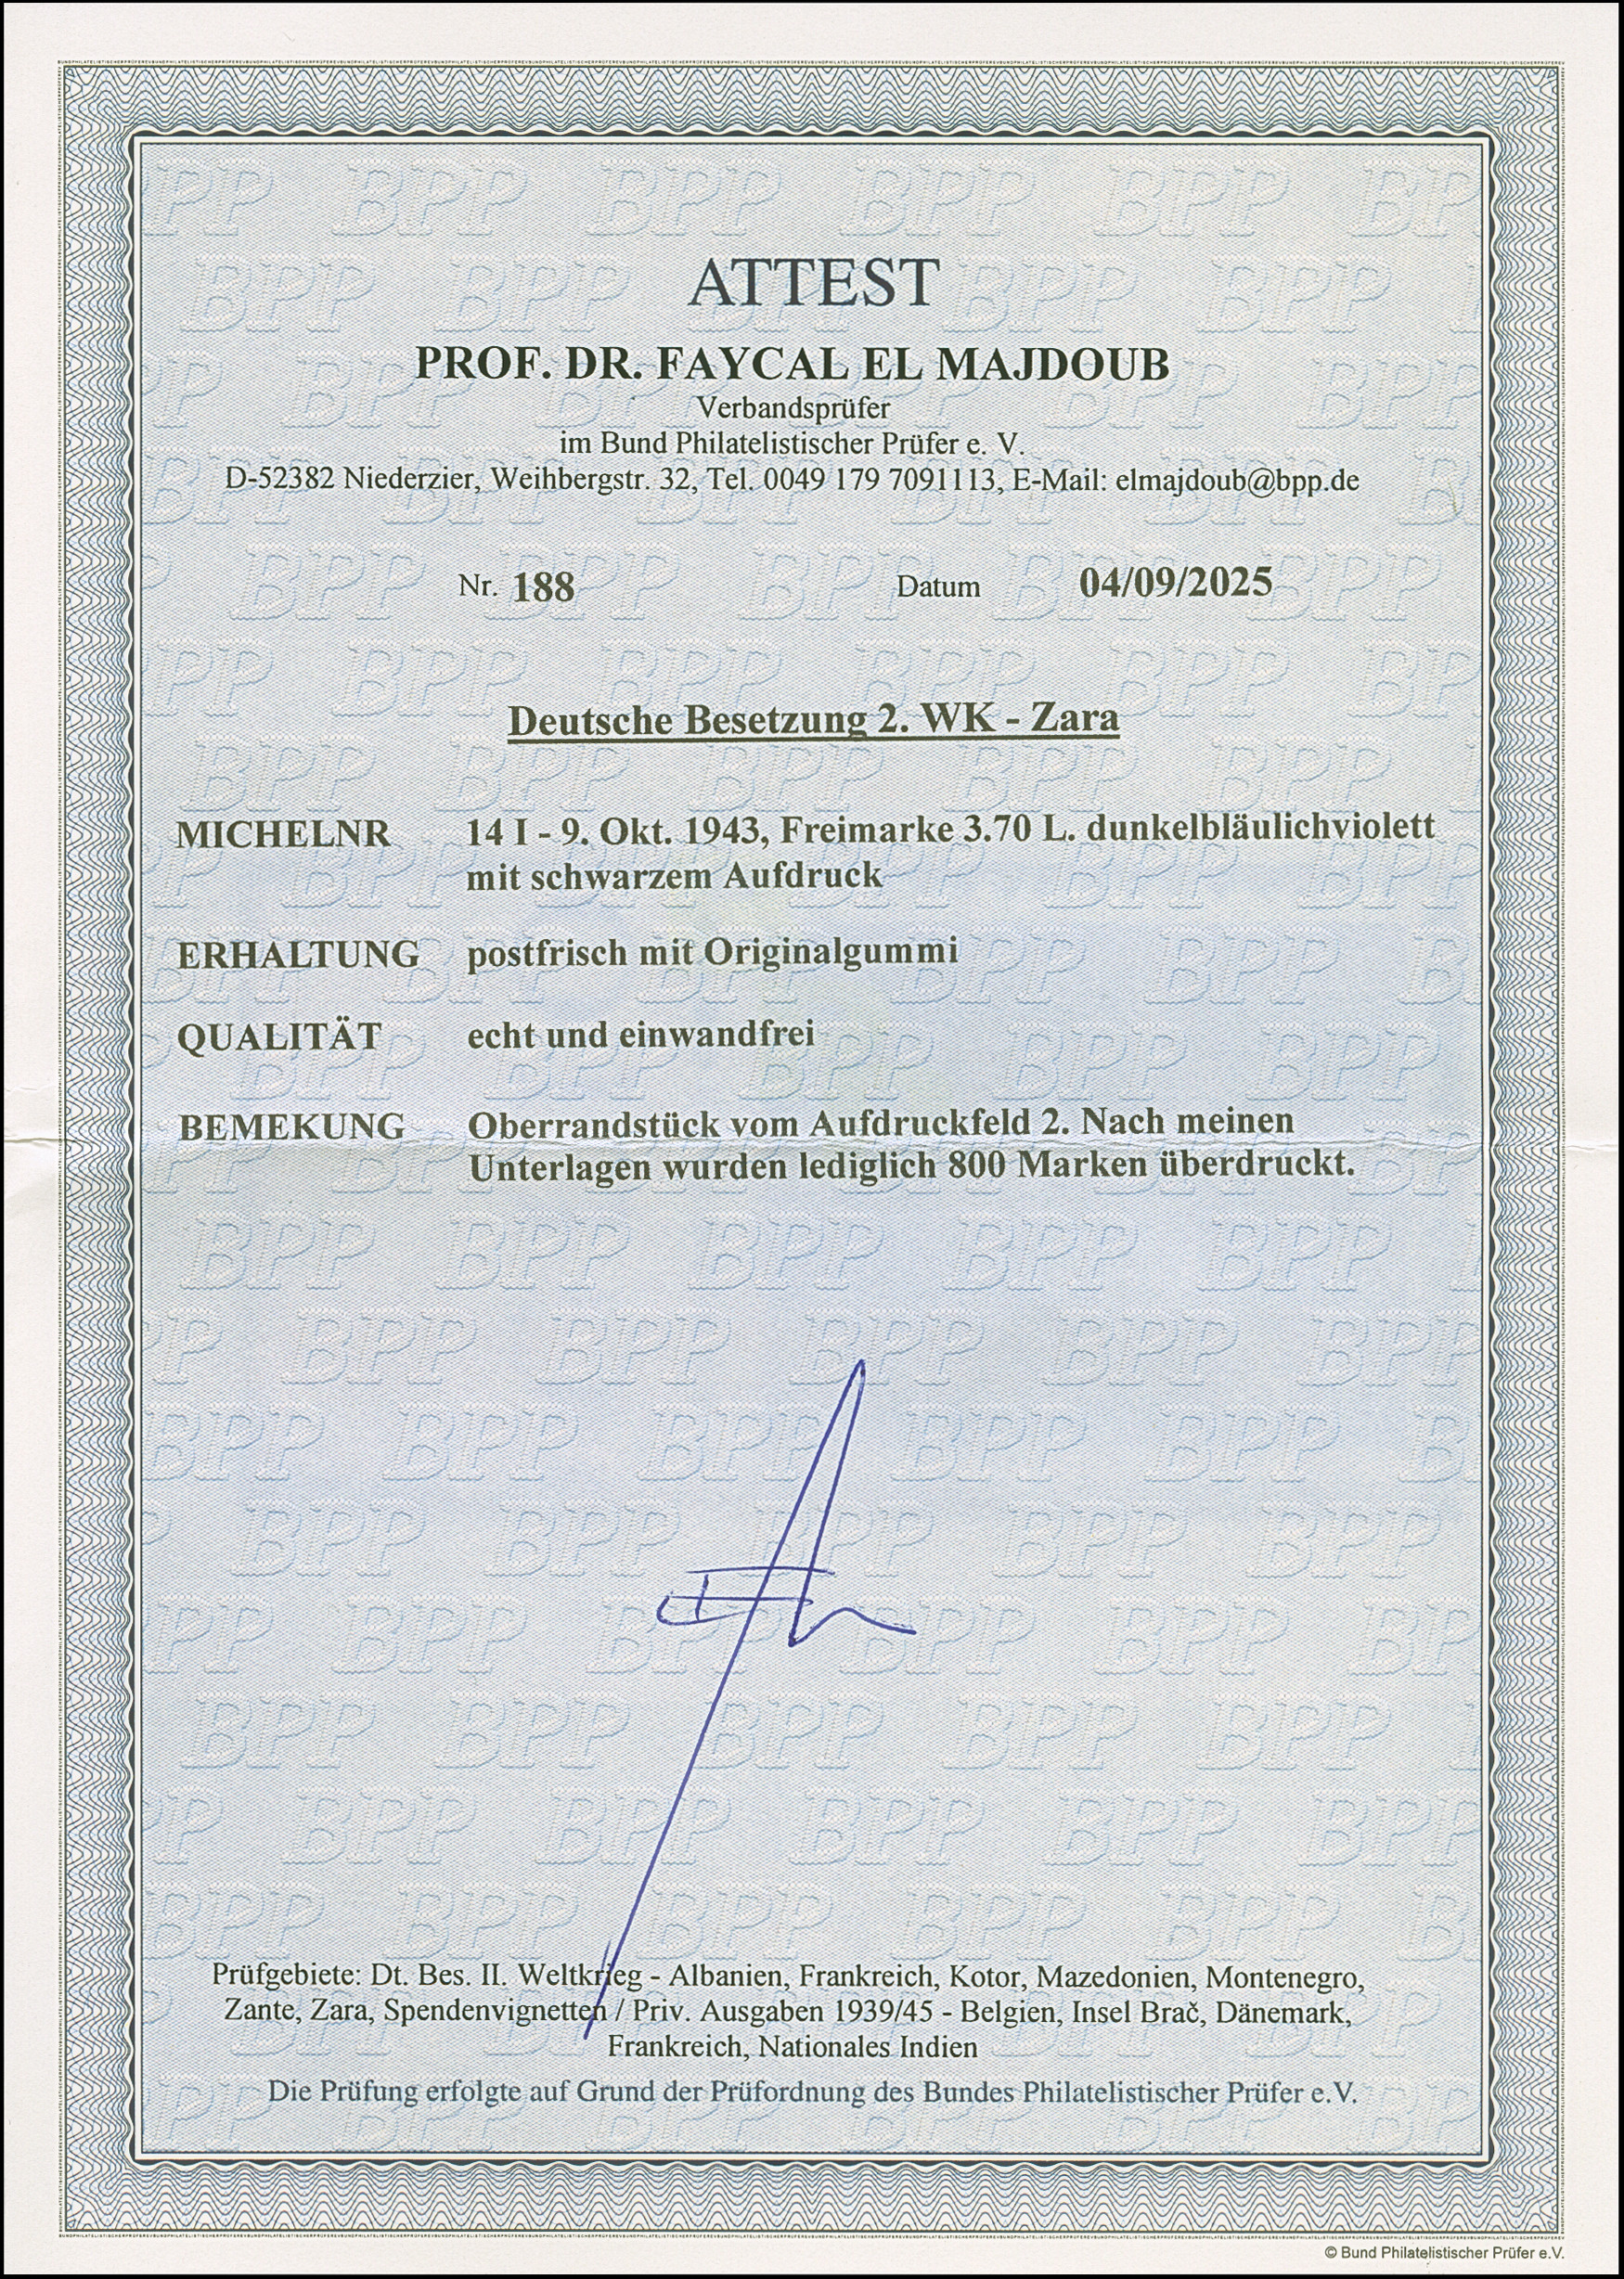 ATTEST
PROF. DR. FAYCAL EL MAJDOUB
Verbandsprüfer
im Bund Philatelistischer Prüfer e. V.
D-52382 Niederzier, Weihbergstr. 32, Tel. 0049 179 7091113, E-Mail: elmajdoub@bpp.de
Nr. 188 Datum 04/09/2025
Deutsche Besetzung 2. WK - Zara
MICHELNR 14 I - 9. Okt. 1943, Freimarke 3.70 L. dunkelbläulichviolett
mit schwarzem Aufdruck
ERHALTUNG postfrisch mit Originalgummi
QUALITÄT echt und einwandfrei
BEMEKUNG Oberrandstück vom Aufdruckfeld 2. Nach meinen
Unterlagen wurden lediglich 800 Marken überdruckt.
Prüfgebiete: Dt. Bes. II. Weltkrieg - Albanien, Frankreich, Kotor, Mazedonien, Montenegro,
Zante, Zara, Spendenvignetten / Priv. Ausgaben 1939/45 - Belgien, Insel Brač, Dänemark,
Frankreich, Nationales Indien
Die Prüfung erfolgte auf Grund der Prüfordnung des Bundes Philatelistischer Prüfer e.V.
© Bund Philatelistischer Prüfer e.V.